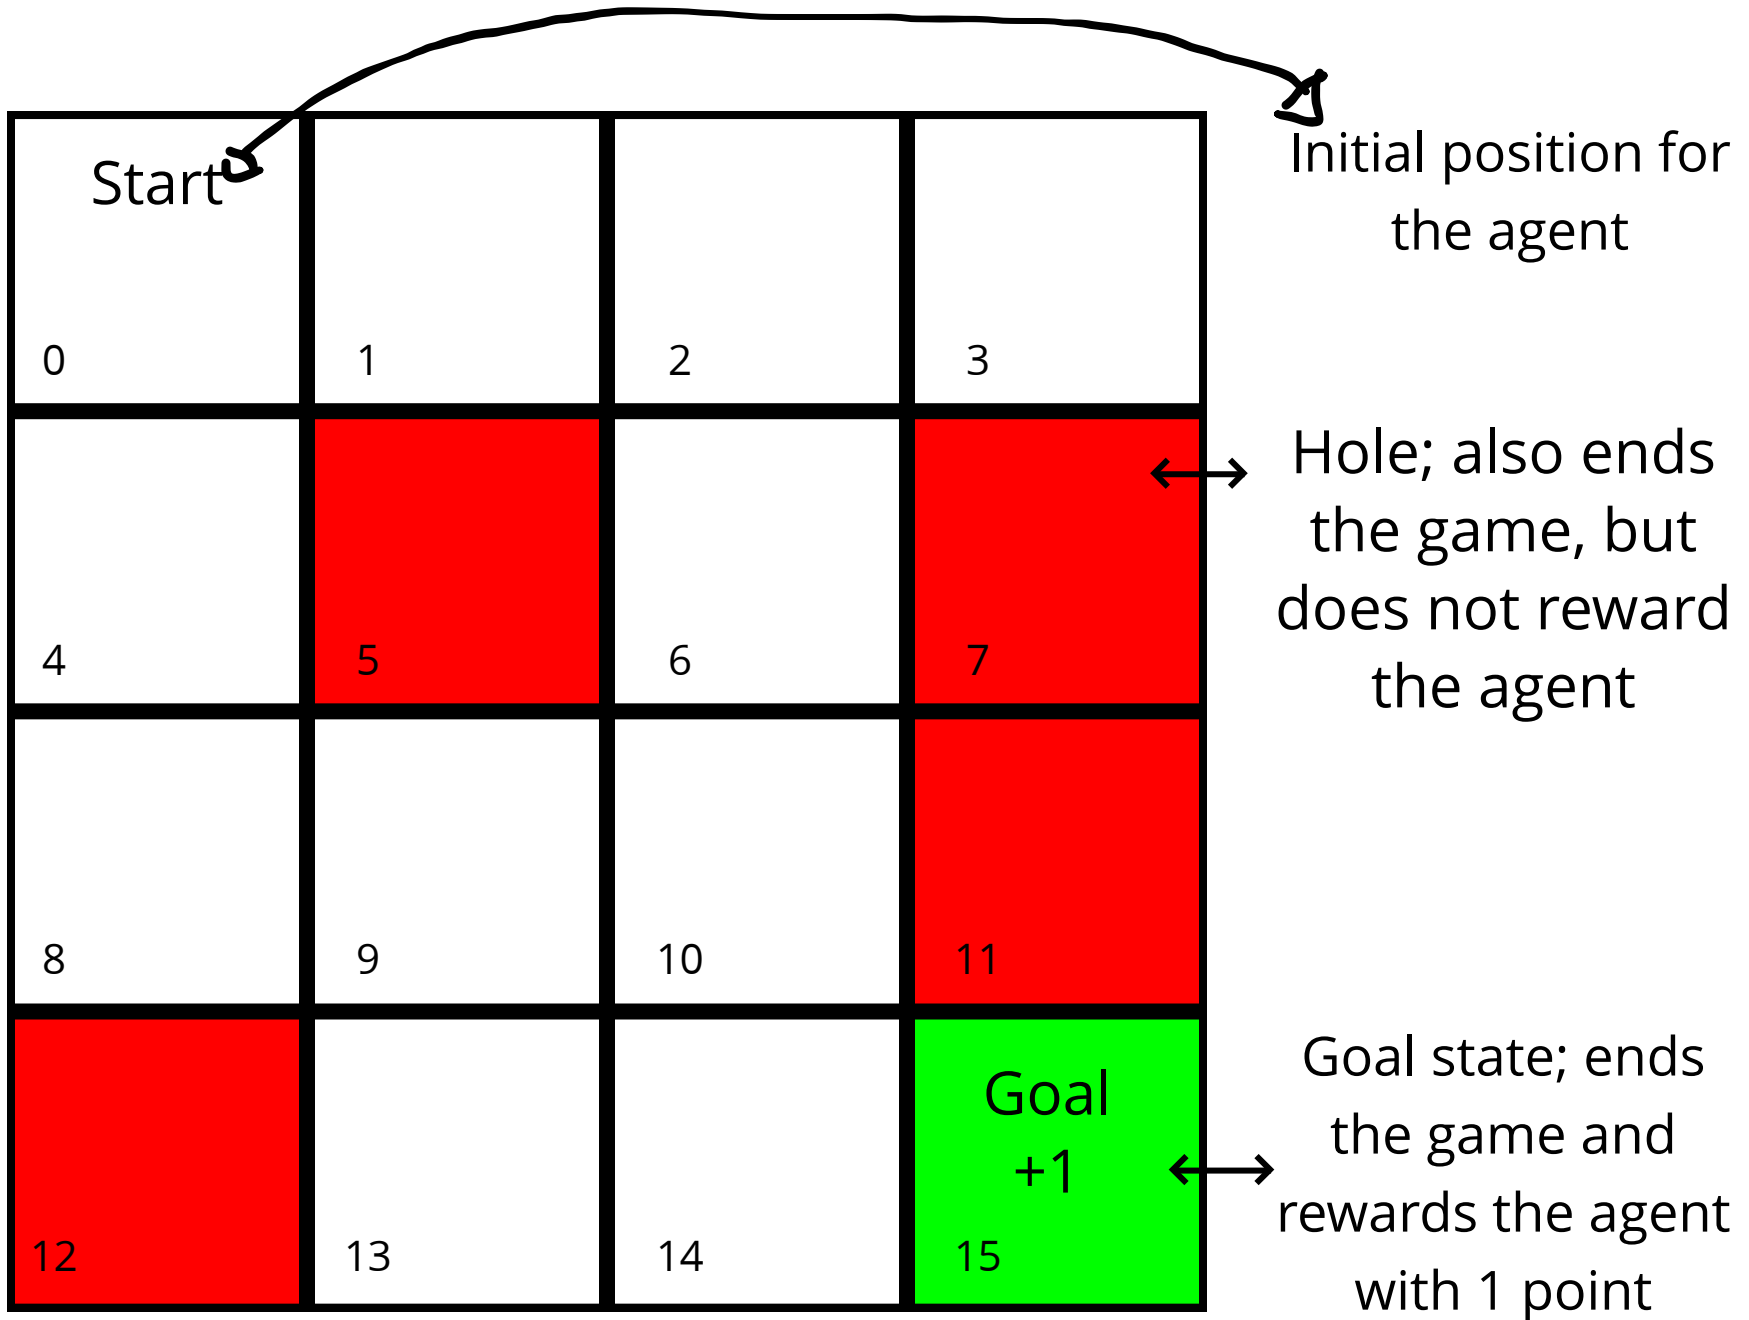 Start
Initial position for
the agent
0
1
2
3
Hole; also ends
the game, but
does not reward
the agent
4
5
6
7
8
9
10
11
Goal
+1
Goal state; ends
the game and
rewards the agent
with 1 point
12
13
14
15